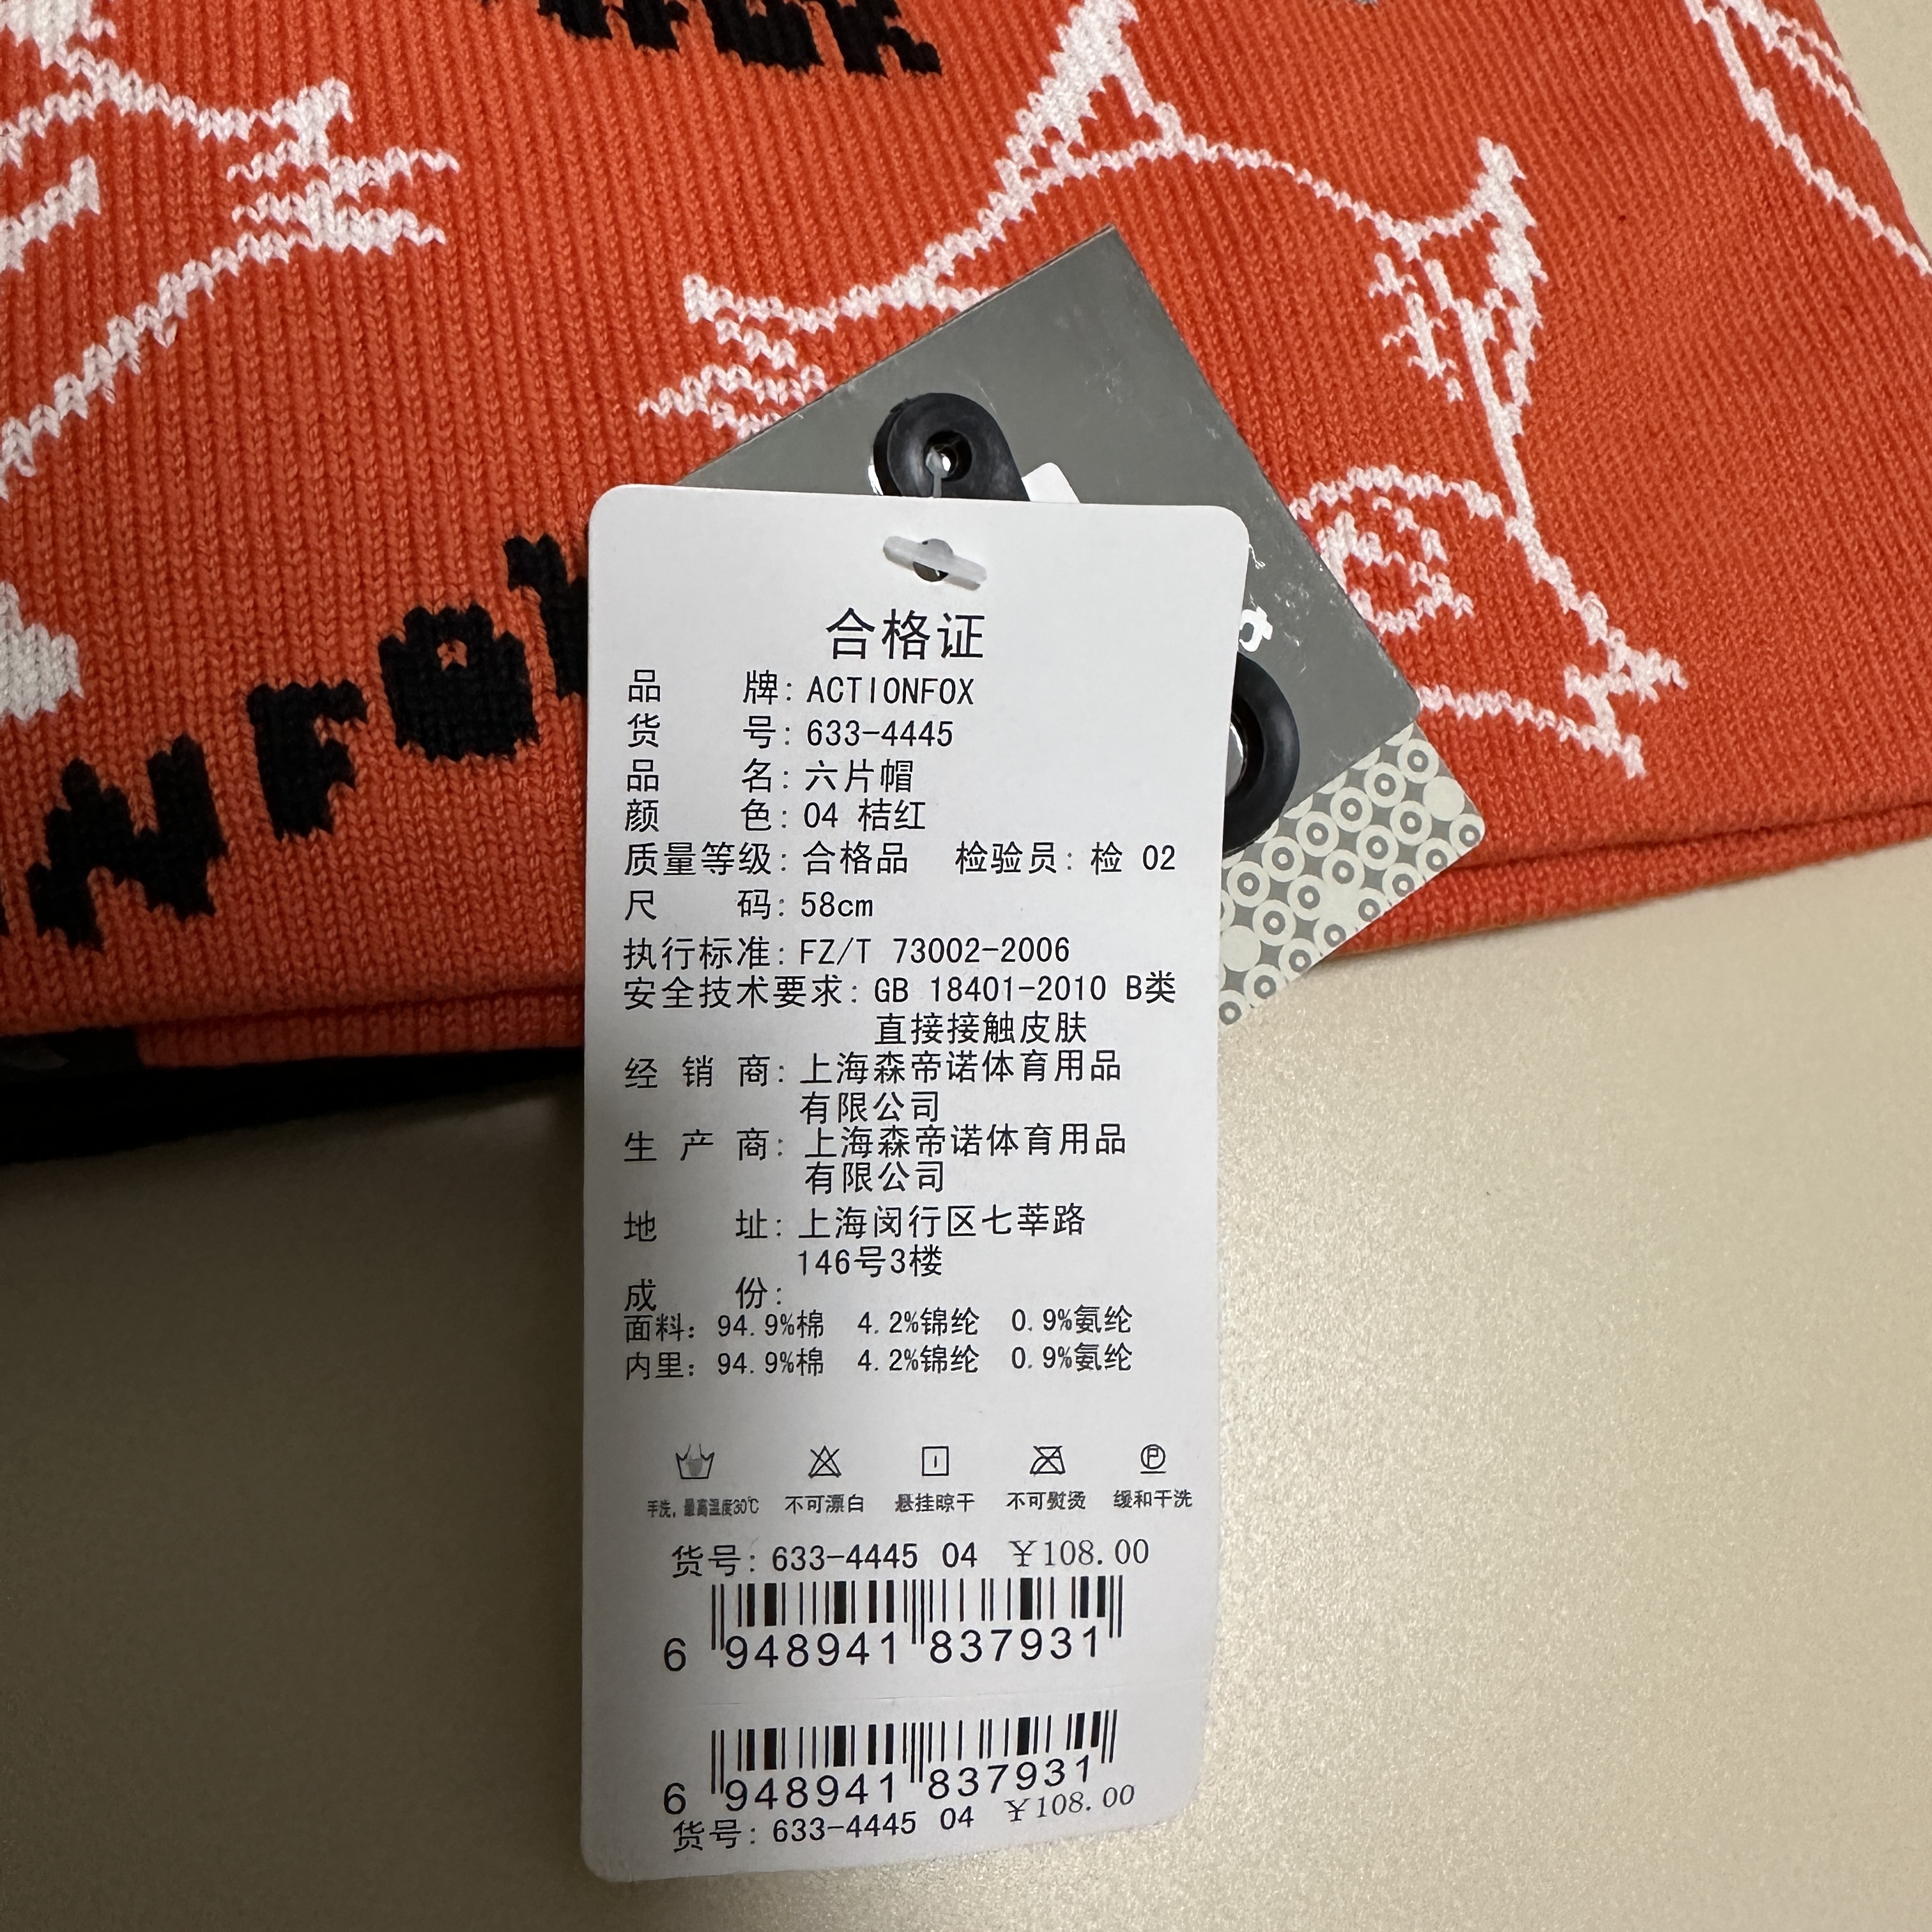 FOX
N FOX
合格证
品 牌: ACTIONFOX
货 号: 633-4445
品 名: 六片帽
颜 色: 04 桔红
质量等级: 合格品 检验员: 检 02
尺 码: 58cm
执行标准: FZ/T 73002-2006
安全技术要求: GB 18401-2010 B类
直接接触皮肤
经 销 商: 上海森帝诺体育用品
有限公司
生 产 商: 上海森帝诺体育用品
有限公司
地 址: 上海闵行区七莘路
146号3楼
成 份:
面料: 94.9%棉 4.2%锦纶 0.9%氨纶
内里: 94.9%棉 4.2%锦纶 0.9%氨纶
手洗，最高温度30℃ 不可漂白 悬挂晾干 不可熨烫 缓和干洗
货号: 633-4445 04 ¥108.00
6 948941 837931
6 948941 837931
货号: 633-4445 04 ¥108.00